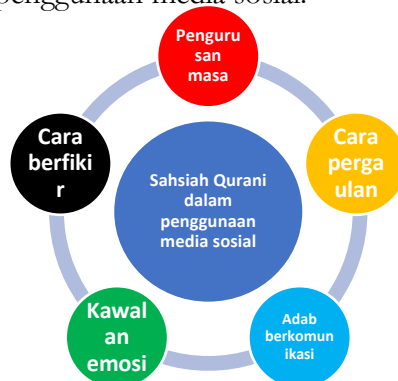 penggunaan media sosial.
Penguru
san
masa
Cara
berfiki
r
Cara
perga
ulan
Sahsiah Qurani
dalam
penggunaan
media sosial
Kawal
an
emosi
Adab
berkomun
ikasi